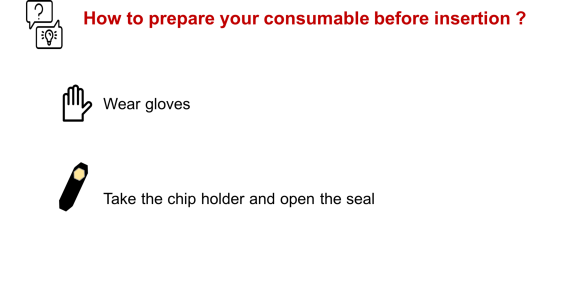 How to prepare your consumable before insertion ?
Wear gloves
Take the chip holder and open the seal